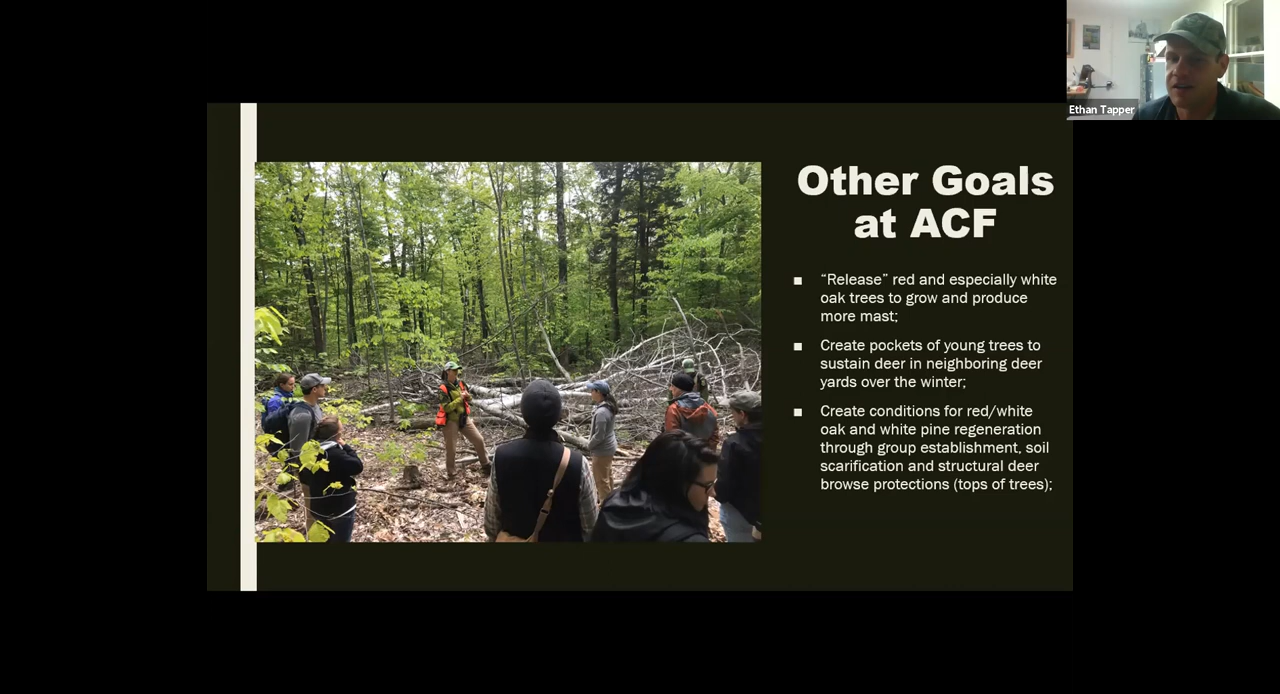 Ethan Tapper
Other Goals
at ACF
■ “Release” red and especially white
oak trees to grow and produce
more mast;
■ Create pockets of young trees to
sustain deer in neighboring deer
yards over the winter;
■ Create conditions for red/white
oak and white pine regeneration
through group establishment, soil
scarification and structural deer
browse protections (tops of trees);